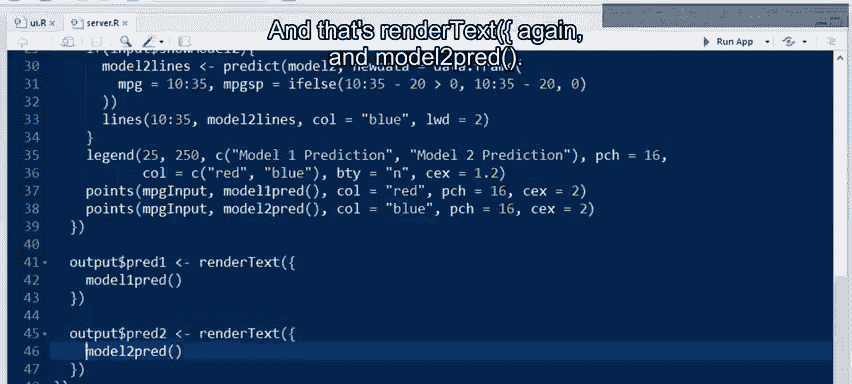 ui.R × server.R ×
And that's renderText({ again,
and model2pred().
Run App
30 if(input$showModel2){
30 model2lines <- predict(model2, newdata = data.frame(
31 mpg = 10:35, mpgsp = ifelse(10:35 - 20 > 0, 10:35 - 20, 0)
32 ))
33 lines(10:35, model2lines, col = "blue", lwd = 2)
34 }
35 legend(25, 250, c("Model 1 Prediction", "Model 2 Prediction"), pch = 16,
36 col = c("red", "blue"), bty = "n", cex = 1.2)
37 points(mpgInput, model1pred(), col = "red", pch = 16, cex = 2)
38 points(mpgInput, model2pred(), col = "blue", pch = 16, cex = 2)
39 })
40
41 output$pred1 <- renderText({
42 model1pred()
43 })
44
45 output$pred2 <- renderText({
46 model2pred()
47 })